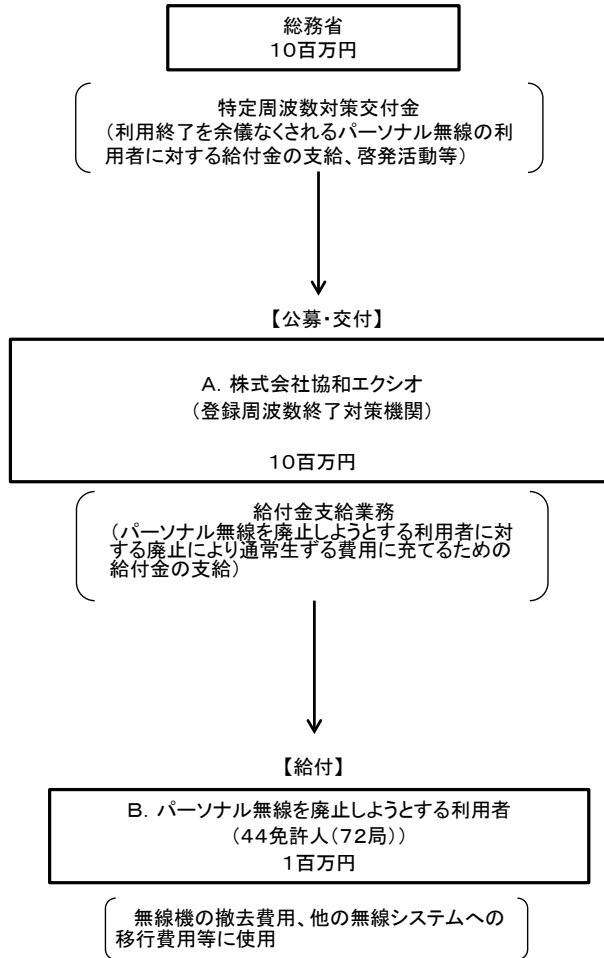 総務省
10百万円
特定周波数対策交付金
（利用終了を余儀なくされるパーソナル無線の利
用者に対する給付金の支給、啓発活動等）
【公募・交付】
A．株式会社協和エクシオ
（登録周波数終了対策機関）
10百万円
給付金支給業務
（パーソナル無線を廃止しようとする利用者に対
する廃止により通常生ずる費用に充てるための
給付金の支給）
【給付】
B．パーソナル無線を廃止しようとする利用者
（44免許人（72局））
1百万円
無線機の撤去費用、他の無線システムへの
移行費用等に使用